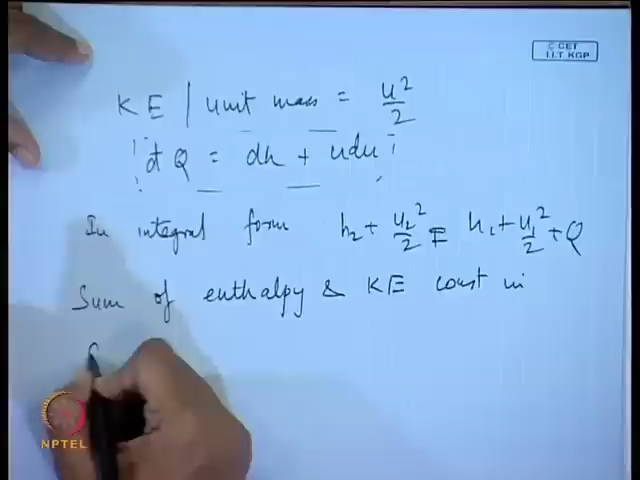 © CET
I.I.T. KGP
KE | unit mass = u²/2
đQ = dh + udu
In integral form h₂ + u₂²/2 = h₁ + u₁²/2 + Q
Sum of enthalpy & KE const in
NPTEL